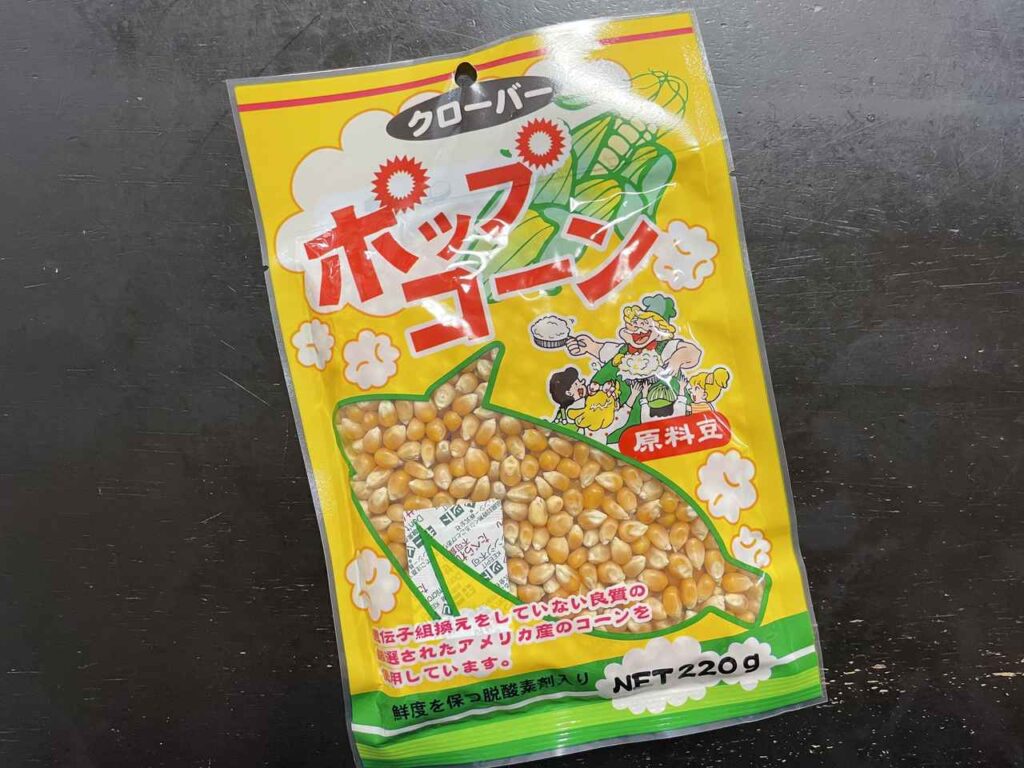 クローバー
ポップ
コーン
原料豆
伝子組換えをしていない良質の
選されたアメリカ産のコーンを
用しています。
鮮度を保つ脱酸素剤入り
NET 220g